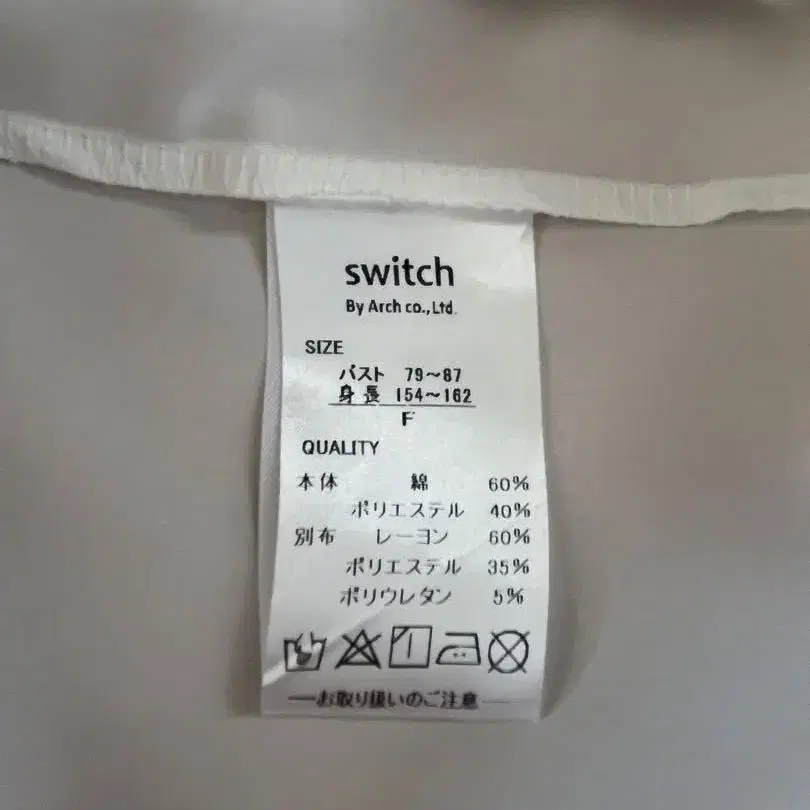 switch
By Arch co.,Ltd.
SIZE
バスト 79～87
身長 154～162
F
QUALITY
本体 綿 60%
ポリエステル 40%
別布 レーヨン 60%
ポリエステル 35%
ポリウレタン 5%
お取り扱いのご注意